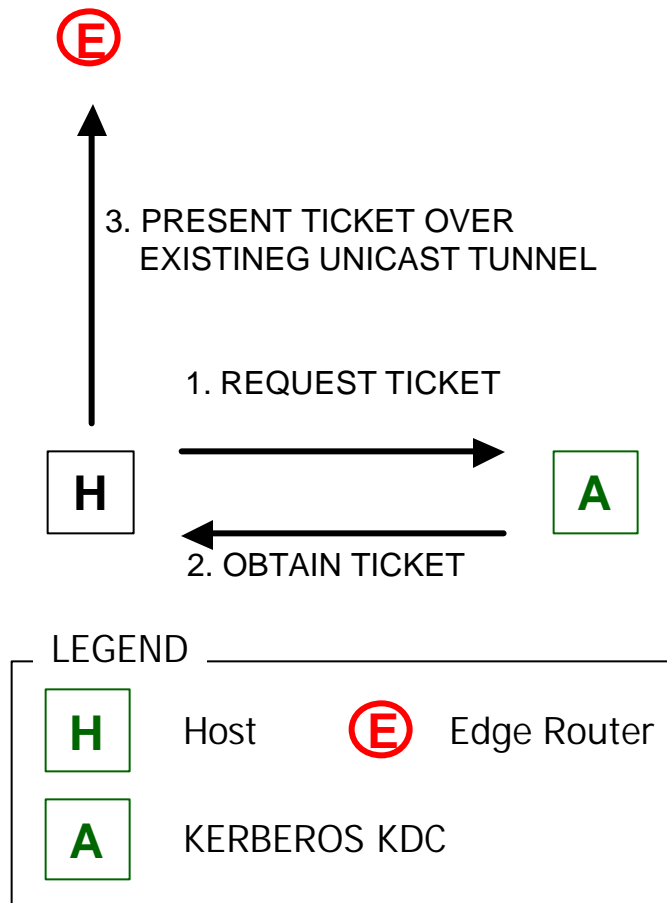 E
3. PRESENT TICKET OVER
EXISTINEG UNICAST TUNNEL
1. REQUEST TICKET
H
A
2. OBTAIN TICKET
LEGEND
H Host E Edge Router
A KERBEROS KDC